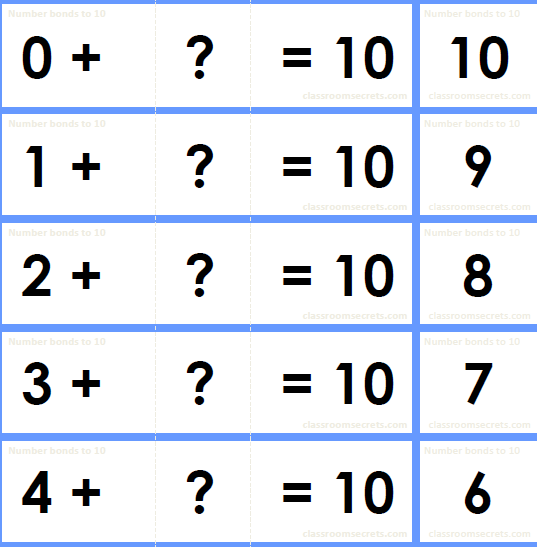 Number bonds to 10 Number bonds to 10
0 + ? = 10 10
classroomsecrets.com classroomsecrets.com
Number bonds to 10 Number bonds to 10
1 + ? = 10 9
classroomsecrets.com classroomsecrets.com
Number bonds to 10 Number bonds to 10
2 + ? = 10 8
classroomsecrets.com classroomsecrets.com
Number bonds to 10 Number bonds to 10
3 + ? = 10 7
classroomsecrets.com classroomsecrets.com
Number bonds to 10 Number bonds to 10
4 + ? = 10 6
classroomsecrets.com classroomsecrets.com